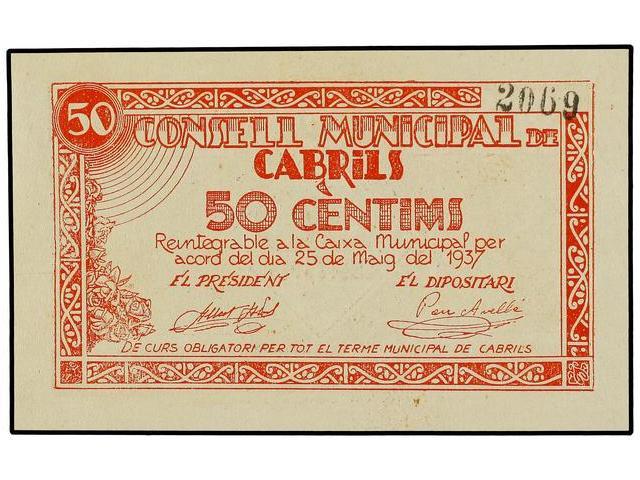 2069
50
CONSELL MUNICIPAL DE
CABRILS
50 CÈNTIMS
Reintegrable a la Caixa Municipal per
acord del dia 25 de Maig del 1937
EL PRESIDENT EL DIPOSITARI
DE CURS OBLIGATORI PER TOT EL TERME MUNICIPAL DE CABRILS